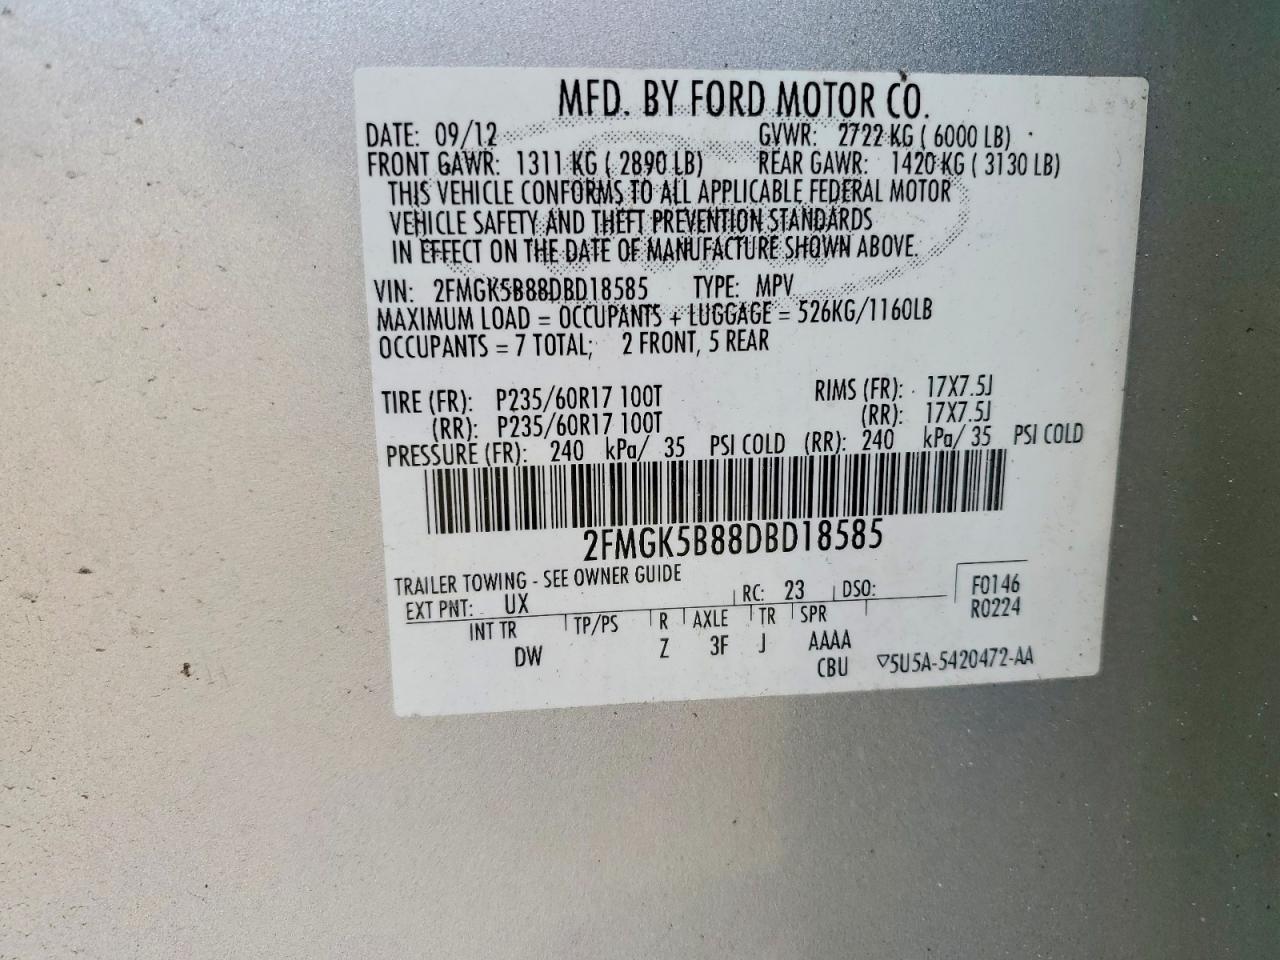 MFD. BY FORD MOTOR CO.
DATE: 09/12 GVWR: 2722 KG ( 6000 LB)
FRONT GAWR: 1311 KG ( 2890 LB) REAR GAWR: 1420 KG ( 3130 LB)
THIS VEHICLE CONFORMS TO ALL APPLICABLE FEDERAL MOTOR
VEHICLE SAFETY AND THEFT PREVENTION STANDARDS
IN EFFECT ON THE DATE OF MANUFACTURE SHOWN ABOVE.
VIN: 2FMGK5B88DBD18585 TYPE: MPV
MAXIMUM LOAD = OCCUPANTS + LUGGAGE = 526KG/1160LB
OCCUPANTS = 7 TOTAL; 2 FRONT, 5 REAR
TIRE (FR): P235/60R17 100T RIMS (FR): 17X7.5J
(RR): P235/60R17 100T (RR): 17X7.5J
PRESSURE (FR): 240 kPa/ 35 PSI COLD (RR): 240 kPa/ 35 PSI COLD
2FMGK5B88DBD18585
TRAILER TOWING - SEE OWNER GUIDE
EXT PNT: UX RC: 23 DSO: F0146
R0224
INT TR TP/PS R AXLE TR SPR
DW Z 3F J AAAA
CBU ▽5U5A-5420472-AA